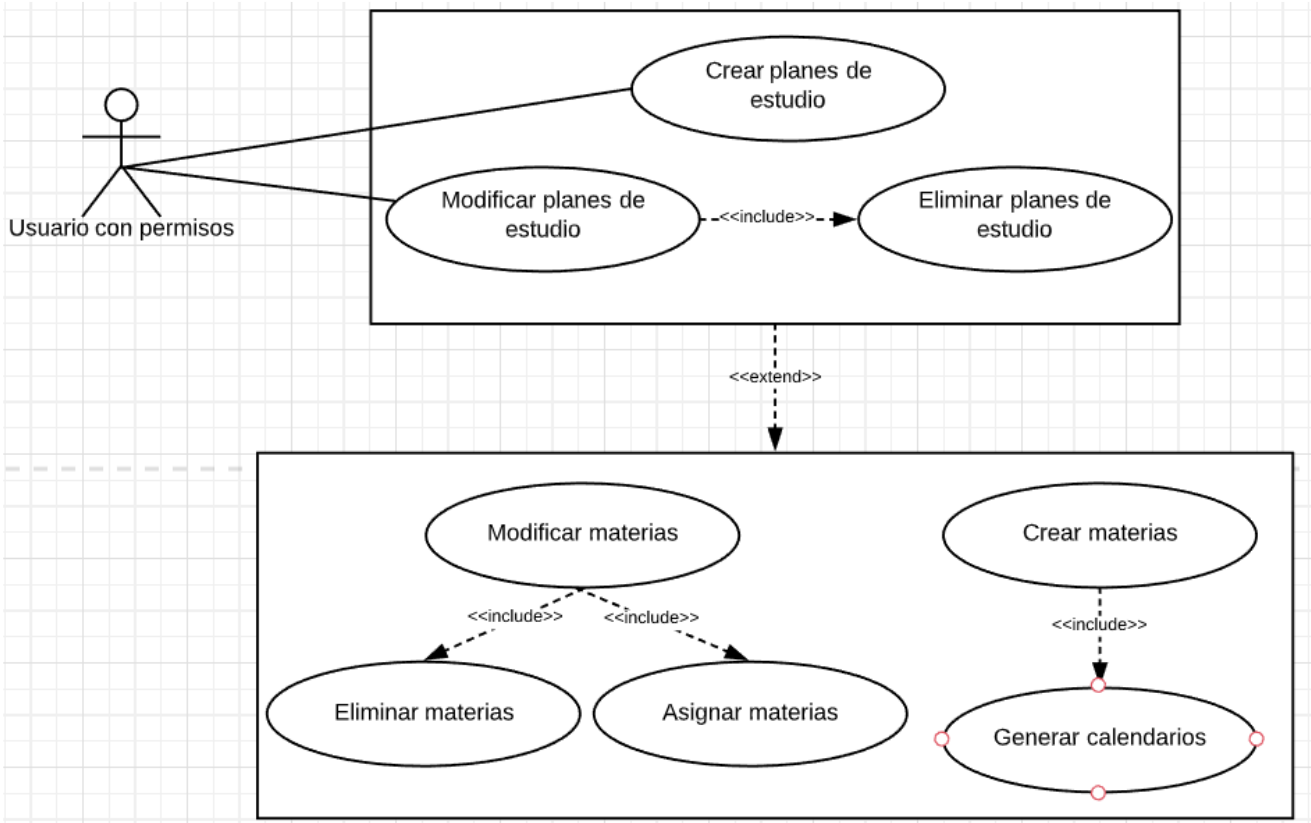 Crear planes de
estudio
Usuario con permisos
Modificar planes de
estudio
<<include>>
Eliminar planes de
estudio
<<extend>>
Modificar materias
Crear materias
<<include>>
<<include>>
<<include>>
Eliminar materias
Asignar materias
Generar calendarios